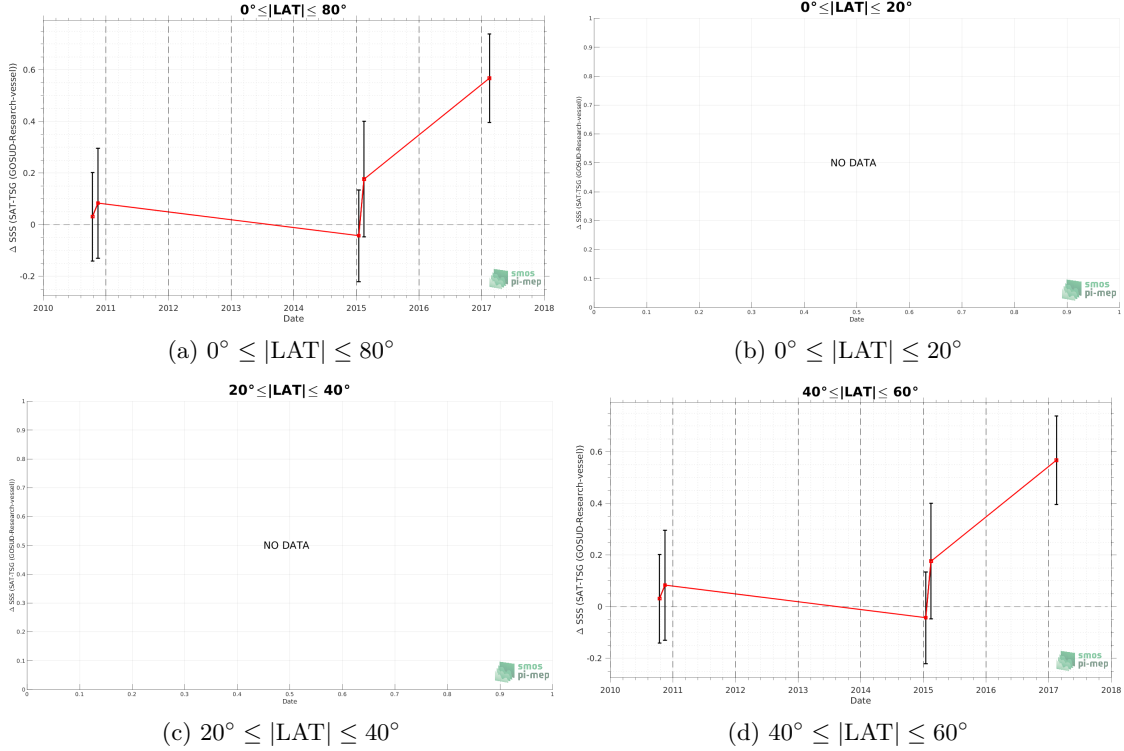 0°≤|LAT|≤ 80°
Δ SSS (SAT-TSG (GOSUD-Research-vessel))
0.6
0.4
0.2
0
-0.2
2010 2011 2012 2013 2014 2015 2016 2017 2018
Date
smos
pi-mep
(a) 0° ≤ |LAT| ≤ 80°
0°≤|LAT|≤ 20°
Δ SSS (SAT-TSG (GOSUD-Research-vessel))
1
0.9
0.8
0.7
0.6
0.5
0.4
0.3
0.2
0.1
0
NO DATA
0 0.1 0.2 0.3 0.4 0.5 0.6 0.7 0.8 0.9 1
Date
smos
pi-mep
(b) 0° ≤ |LAT| ≤ 20°
20°≤|LAT|≤ 40°
Δ SSS (SAT-TSG (GOSUD-Research-vessel))
1
0.9
0.8
0.7
0.6
0.5
0.4
0.3
0.2
0.1
0
NO DATA
0 0.1 0.2 0.3 0.4 0.5 0.6 0.7 0.8 0.9 1
Date
smos
pi-mep
(c) 20° ≤ |LAT| ≤ 40°
40°≤|LAT|≤ 60°
Δ SSS (SAT-TSG (GOSUD-Research-vessel))
0.6
0.4
0.2
0
-0.2
2010 2011 2012 2013 2014 2015 2016 2017 2018
Date
smos
pi-mep
(d) 40° ≤ |LAT| ≤ 60°